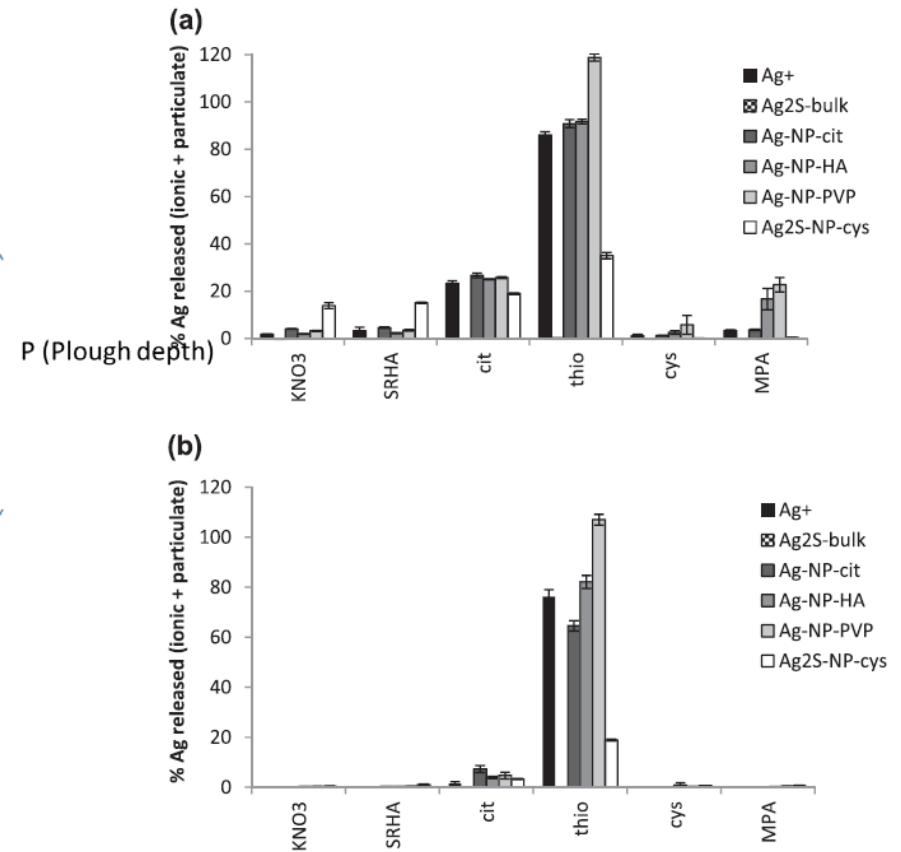 (a)
% Ag released (ionic + particulate)
120
100
80
60
40
20
0
Ag+
Ag2S-bulk
Ag-NP-cit
Ag-NP-HA
Ag-NP-PVP
Ag2S-NP-cys
P (Plough depth)
KNO3
SRHA
cit
thio
cys
MPA
(b)
% Ag released (ionic + particulate)
120
100
80
60
40
20
0
Ag+
Ag2S-bulk
Ag-NP-cit
Ag-NP-HA
Ag-NP-PVP
Ag2S-NP-cys
KNO3
SRHA
cit
thio
cys
MPA